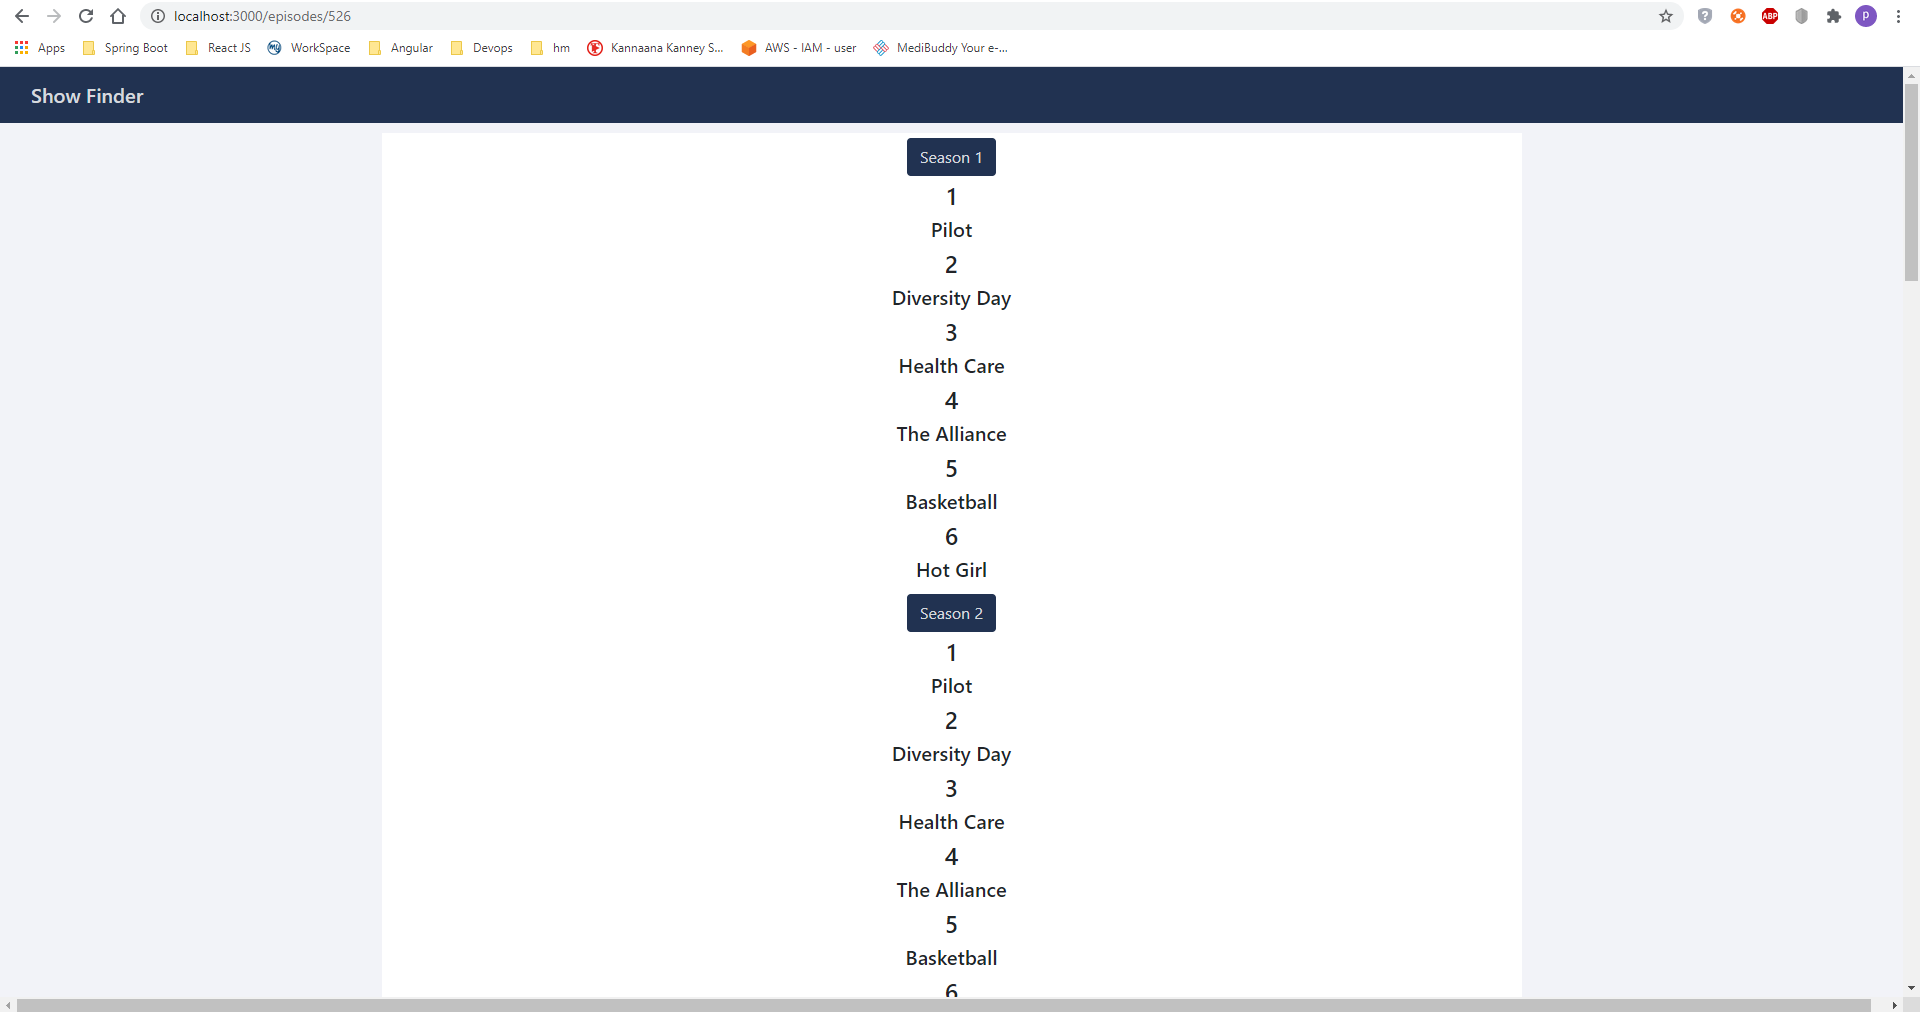 localhost:3000/episodes/526
ABP
P
Apps Spring Boot React JS WorkSpace Angular Devops hm Kannaana Kanney S... AWS - IAM - user MediBuddy Your e-...
Show Finder
Season 1
1
Pilot
2
Diversity Day
3
Health Care
4
The Alliance
5
Basketball
6
Hot Girl
Season 2
1
Pilot
2
Diversity Day
3
Health Care
4
The Alliance
5
Basketball
6